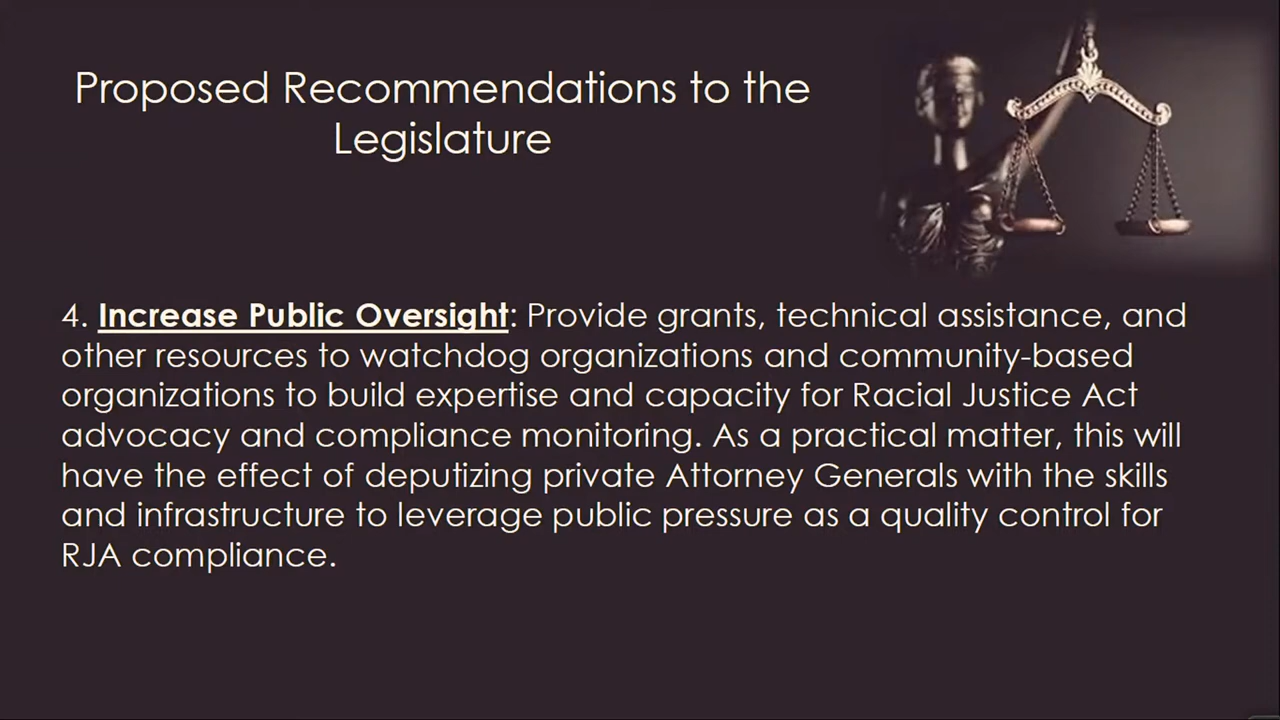 Proposed Recommendations to the
Legislature
4. Increase Public Oversight: Provide grants, technical assistance, and
other resources to watchdog organizations and community-based
organizations to build expertise and capacity for Racial Justice Act
advocacy and compliance monitoring. As a practical matter, this will
have the effect of deputizing private Attorney Generals with the skills
and infrastructure to leverage public pressure as a quality control for
RJA compliance.